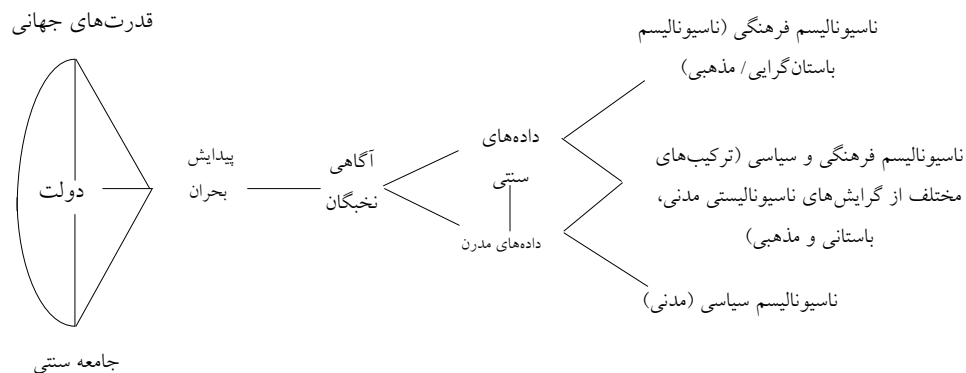 قدرت‌های جهانی
دولت
جامعه سنتی
پیدایش
بحران
آگاهی
نخبگان
داده‌های
سنتی
داده‌های مدرن
ناسیونالیسم فرهنگی (ناسیونالیسم
باستان‌گرایی/ مذهبی)
ناسیونالیسم فرهنگی و سیاسی (ترکیب‌های
مختلف از گرایش‌های ناسیونالیستی مدنی،
باستانی و مذهبی)
ناسیونالیسم سیاسی (مدنی)